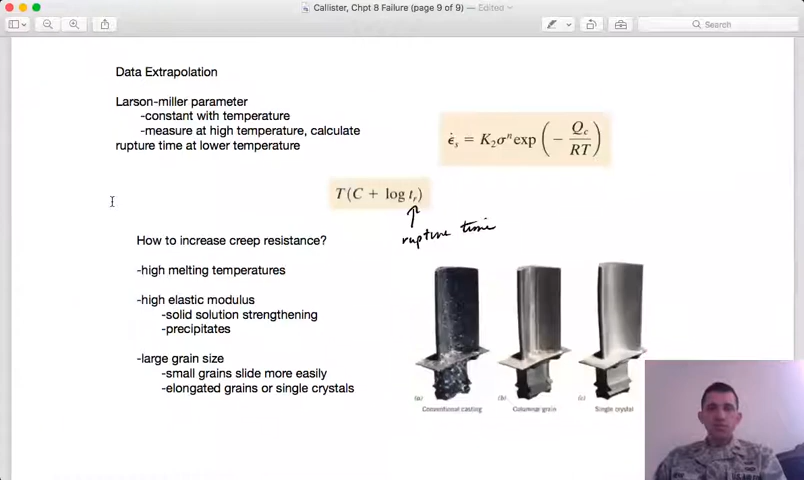 Callister, Chpt 8 Failure (page 9 of 9) — Edited
Search
Data Extrapolation
Larson-miller parameter
-constant with temperature
-measure at high temperature, calculate
rupture time at lower temperature
ε̇s = K2σ^n exp (− Qc/RT)
T(C + log tr)
rupture time
How to increase creep resistance?
-high melting temperatures
-high elastic modulus
-solid solution strengthening
-precipitates
-large grain size
-small grains slide more easily
-elongated grains or single crystals
(a) (b) (c)
Conventional casting Columnar grain Single crystal